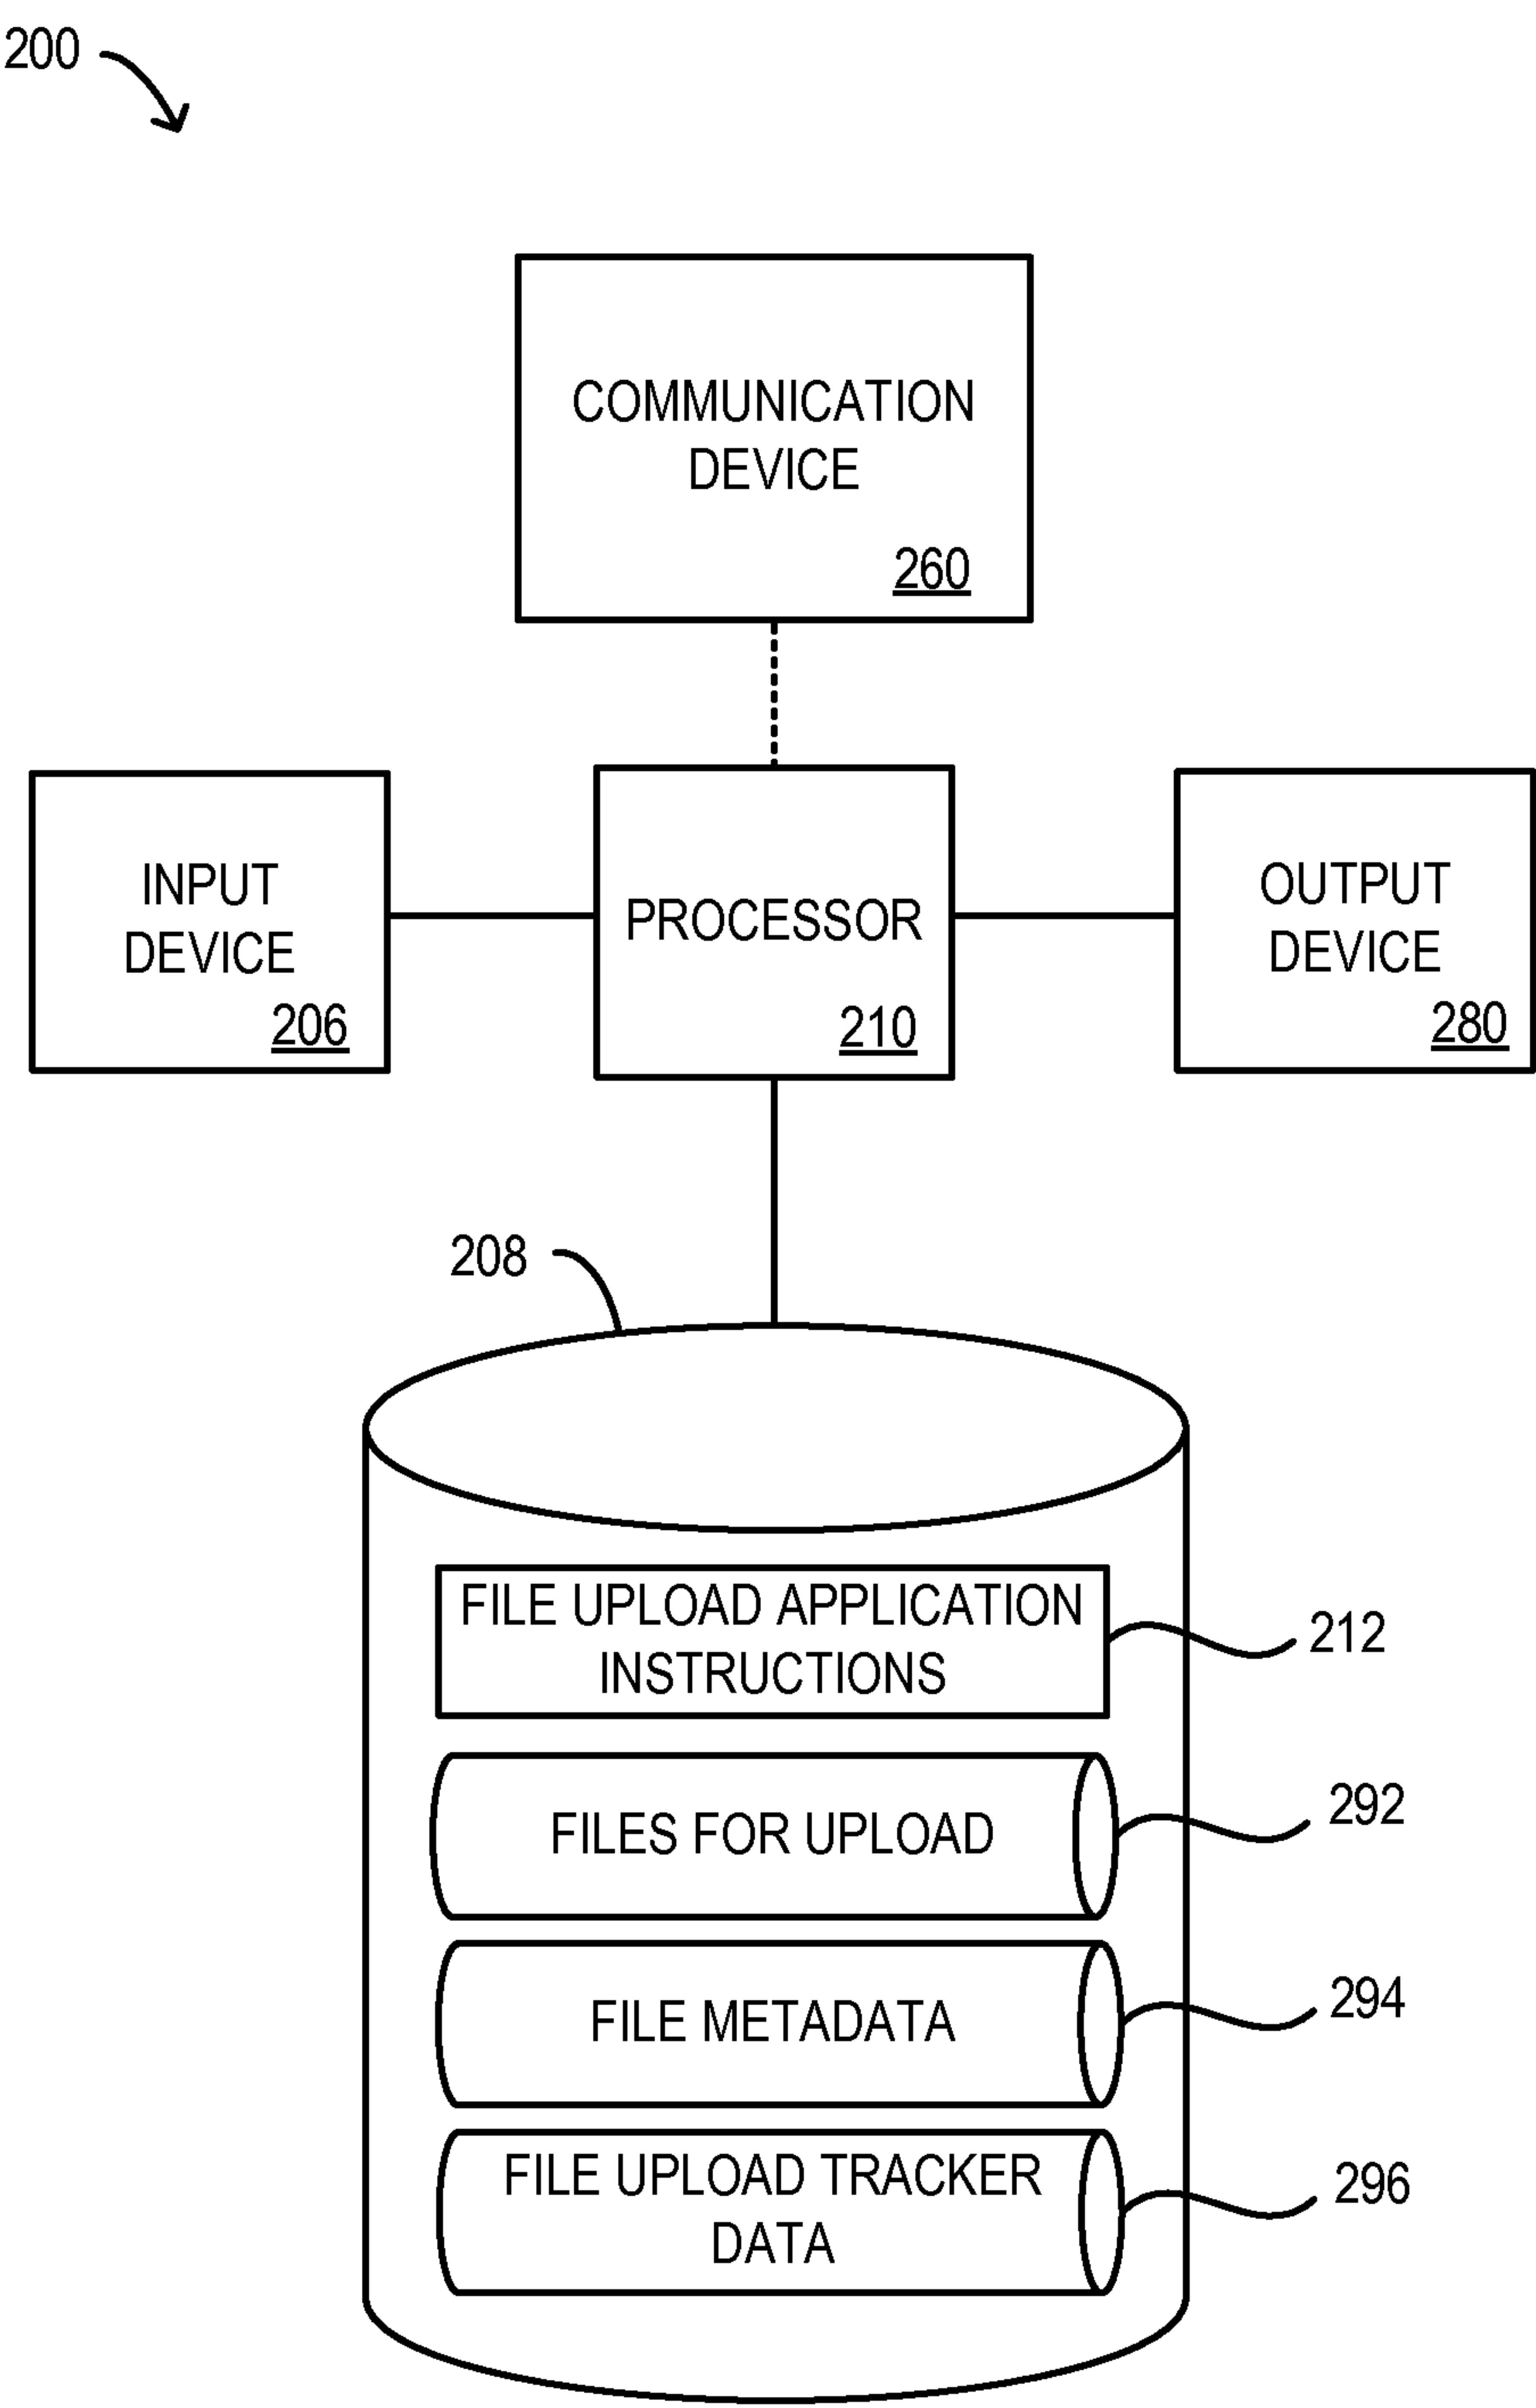 200
COMMUNICATION
DEVICE
260
INPUT
DEVICE
206
PROCESSOR
210
OUTPUT
DEVICE
280
208
FILE UPLOAD APPLICATION
INSTRUCTIONS
212
FILES FOR UPLOAD
292
FILE METADATA
294
FILE UPLOAD TRACKER
DATA
296